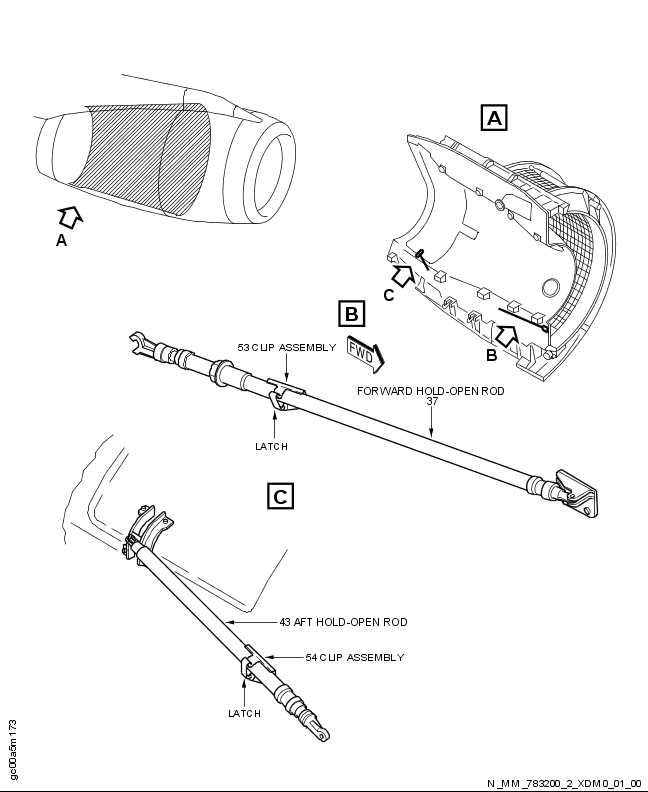 A
A
C
B
B
53 CLIP ASSEMBLY
FWD
FORWARD HOLD-OPEN ROD
37
LATCH
C
43 AFT HOLD-OPEN ROD
54 CLIP ASSEMBLY
LATCH
gc00a5m173
N_MM_783200_2_XDM0_01_00